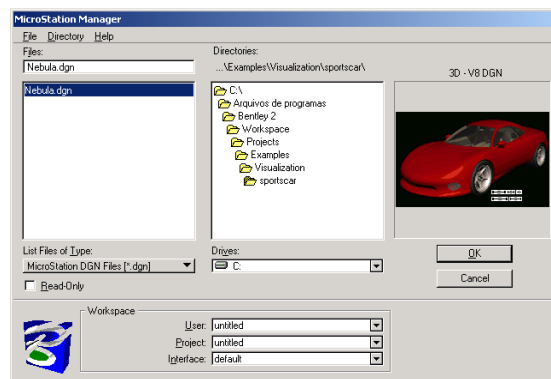 MicroStation Manager
File Directory Help
Files:
Nebula.dgn
Nebula.dgn
Directories:
...\Examples\Visualization\sportscar\
C:\
Arquivos de programas
Bentley 2
Workspace
Projects
Examples
Visualization
sportscar
3D - V8 DGN
List Files of Type:
MicroStation DGN Files [*.dgn]
Read-Only
Drives:
C:
OK
Cancel
Workspace
User: untitled
Project: untitled
Interface: default